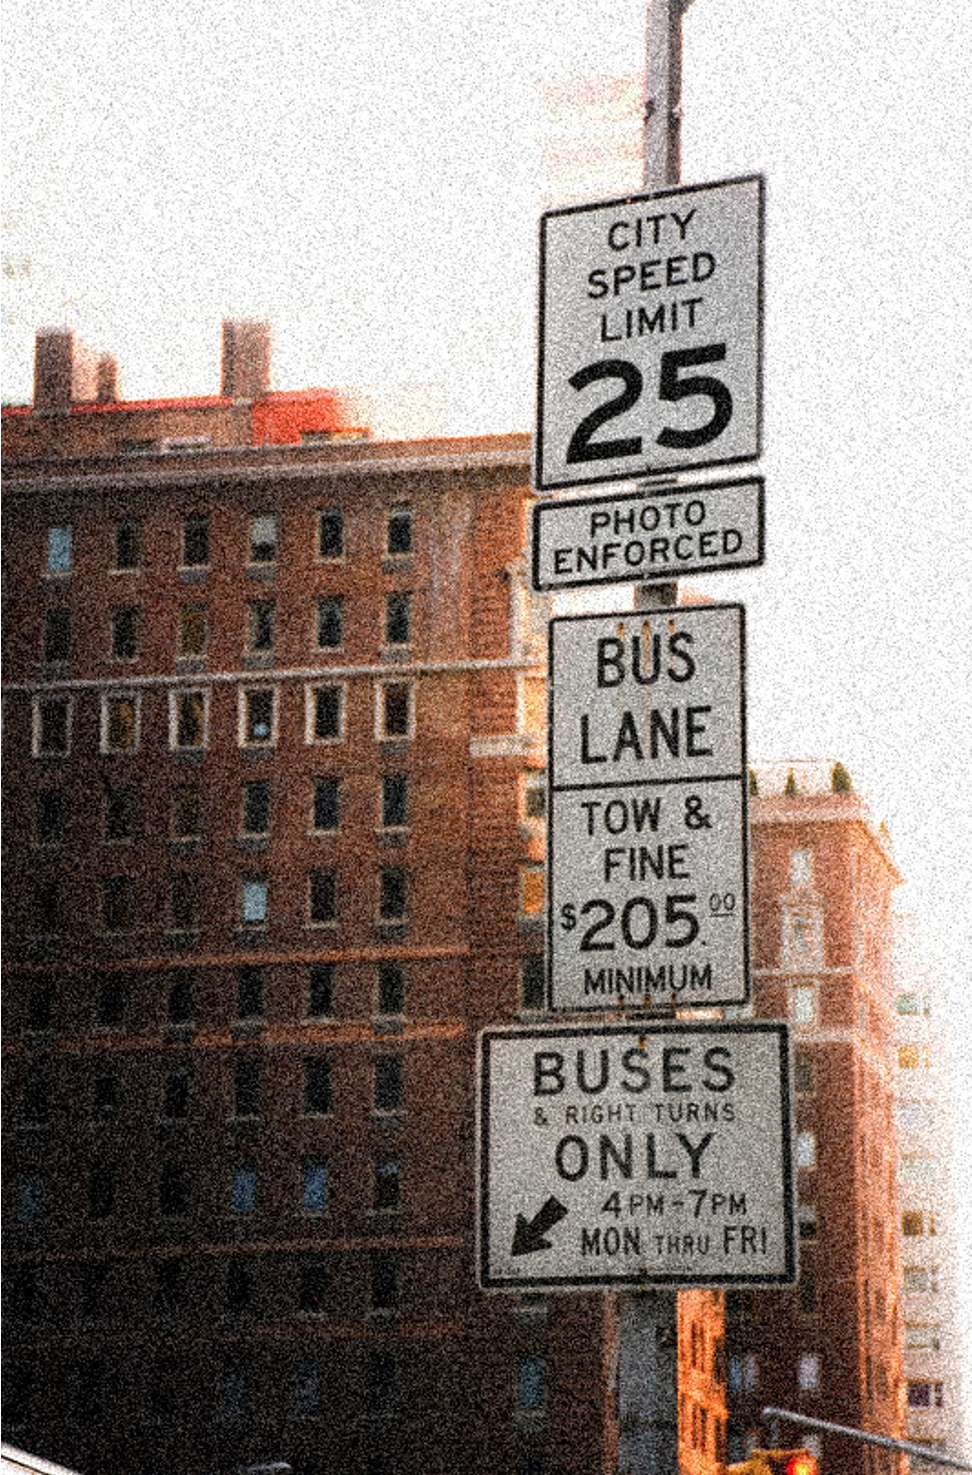 CITY
SPEED
LIMIT
25
PHOTO
ENFORCED
BUS
LANE
TOW &
FINE
$205.00
MINIMUM
BUSES
& RIGHT TURNS
ONLY
4PM-7PM
MON THRU FRI